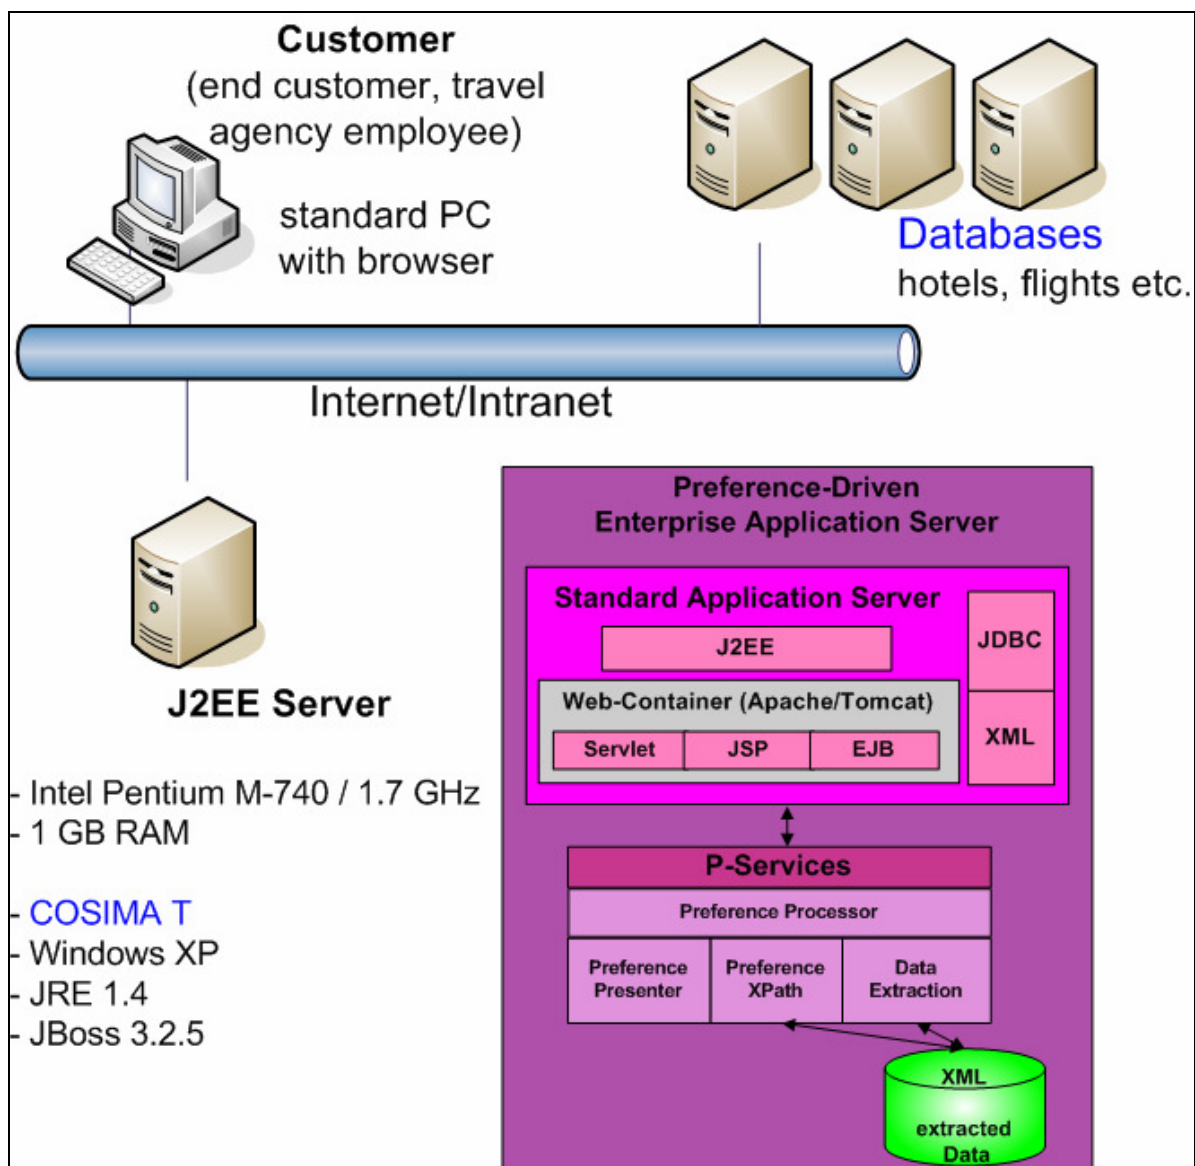 Customer
(end customer, travel
agency employee)
standard PC
with browser
Databases
hotels, flights etc.
Internet/Intranet
J2EE Server
- Intel Pentium M-740 / 1.7 GHz
- 1 GB RAM
- COSIMA T
- Windows XP
- JRE 1.4
- JBoss 3.2.5
Preference-Driven
Enterprise Application Server
Standard Application Server
J2EE
JDBC
XML
Web-Container (Apache/Tomcat)
Servlet
JSP
EJB
P-Services
Preference Processor
Preference
Presenter
Preference
XPath
Data
Extraction
XML
extracted
Data